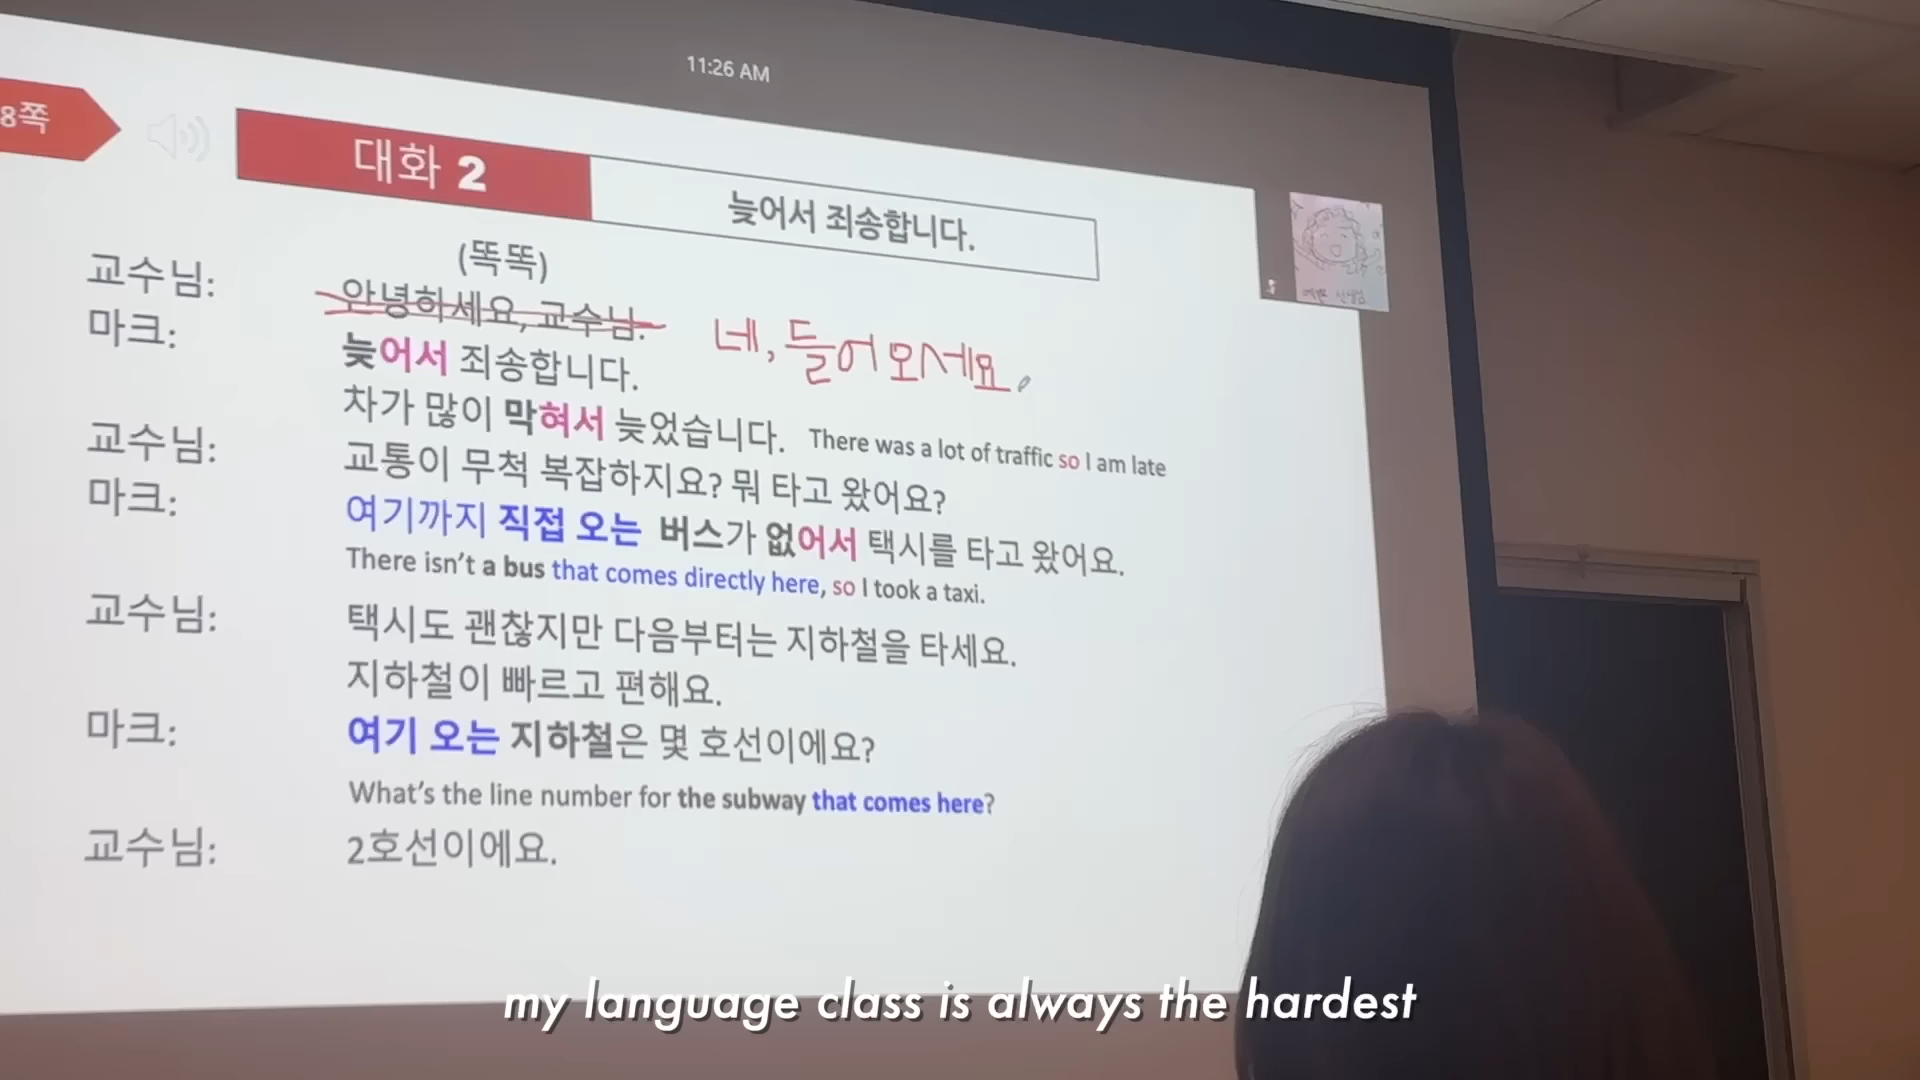 11:26 AM
8쪽
대화 2
늦어서 죄송합니다.
(똑똑)
교수님: 안녕하세요, 교수님.
네, 들어오세요.
마크: 늦어서 죄송합니다.
차가 많이 막혀서 늦었습니다. There was a lot of traffic so I am late
교수님: 교통이 무척 복잡하지요? 뭐 타고 왔어요?
마크: 여기까지 직접 오는 버스가 없어서 택시를 타고 왔어요.
There isn't a bus that comes directly here, so I took a taxi.
교수님: 택시도 괜찮지만 다음부터는 지하철을 타세요.
지하철이 빠르고 편해요.
마크: 여기 오는 지하철은 몇 호선이에요?
What's the line number for the subway that comes here?
교수님: 2호선이에요.
my language class is always the hardest